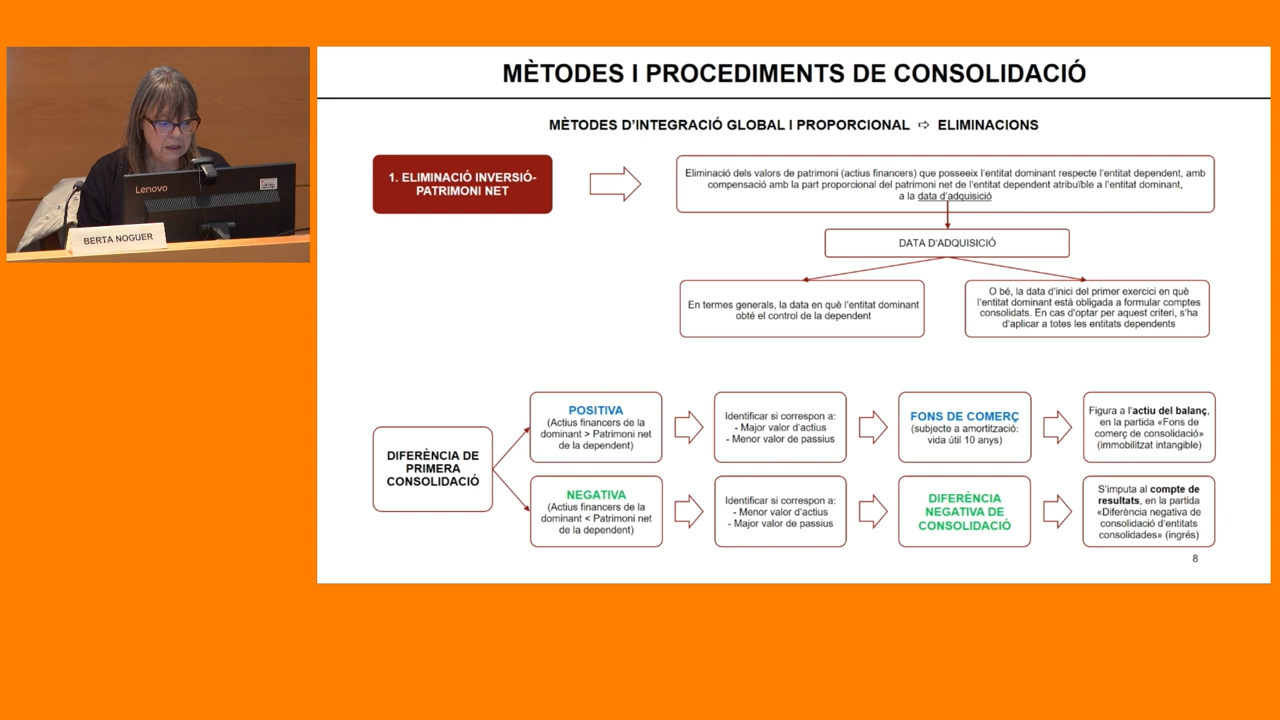 MÈTODES I PROCEDIMENTS DE CONSOLIDACIÓ
MÈTODES D'INTEGRACIÓ GLOBAL I PROPORCIONAL ⇨ ELIMINACIONS
1. ELIMINACIÓ INVERSIÓ-
PATRIMONI NET
Eliminació dels valors de patrimoni (actius financers) que posseeix l'entitat dominant respecte l'entitat dependent, amb
compensació amb la part proporcional del patrimoni net de l'entitat dependent atribuïble a l'entitat dominant,
a la data d'adquisició
DATA D'ADQUISICIÓ
En termes generals, la data en què l'entitat dominant
obté el control de la dependent
O bé, la data d'inici del primer exercici en què
l'entitat dominant està obligada a formular comptes
consolidats. En cas d'optar per aquest criteri, s'ha
d'aplicar a totes les entitats dependents
DIFERÈNCIA DE
PRIMERA
CONSOLIDACIÓ
POSITIVA
(Actius financers de la
dominant > Patrimoni net
de la dependent)
Identificar si correspon a:
- Major valor d'actius
- Menor valor de passius
FONS DE COMERÇ
(subjecte a amortització:
vida útil 10 anys)
Figura a l'actiu del balanç,
en la partida «Fons de
comerç de consolidació»
(immobilitzat intangible)
NEGATIVA
(Actius financers de la
dominant < Patrimoni net
de la dependent)
Identificar si correspon a:
- Menor valor d'actius
- Major valor de passius
DIFERÈNCIA
NEGATIVA DE
CONSOLIDACIÓ
S'imputa al compte de
resultats, en la partida
«Diferència negativa de
consolidació d'entitats
consolidades» (ingrés)
8
Lenovo
BERTA NOGUER